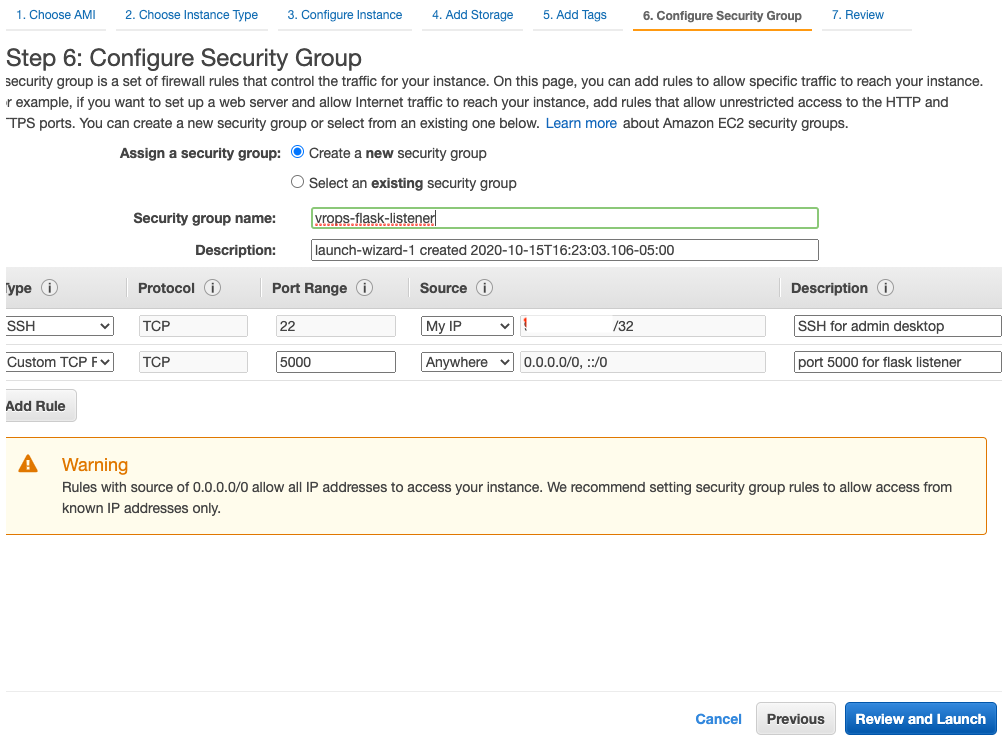 1. Choose AMI 2. Choose Instance Type 3. Configure Instance 4. Add Storage 5. Add Tags 6. Configure Security Group 7. Review
Step 6: Configure Security Group
security group is a set of firewall rules that control the traffic for your instance. On this page, you can add rules to allow specific traffic to reach your instance.
r example, if you want to set up a web server and allow Internet traffic to reach your instance, add rules that allow unrestricted access to the HTTP and
TPS ports. You can create a new security group or select from an existing one below. Learn more about Amazon EC2 security groups.
Assign a security group: Create a new security group
Select an existing security group
Security group name: vrops-flask-listener
Description: launch-wizard-1 created 2020-10-15T16:23:03.106-05:00
Type i Protocol i Port Range i Source i Description i
SSH TCP 22 My IP /32 SSH for admin desktop
Custom TCP F TCP 5000 Anywhere 0.0.0.0/0, ::/0 port 5000 for flask listener
Add Rule
Warning
Rules with source of 0.0.0.0/0 allow all IP addresses to access your instance. We recommend setting security group rules to allow access from
known IP addresses only.
Cancel Previous Review and Launch